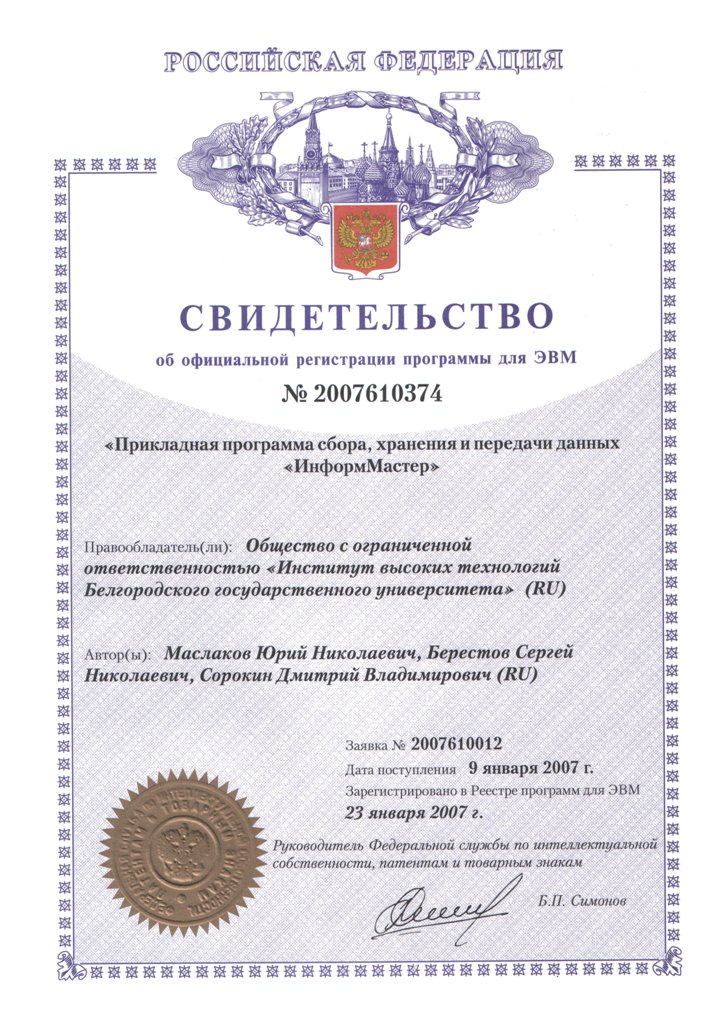 РОССИЙСКАЯ ФЕДЕРАЦИЯ
СВИДЕТЕЛЬСТВО
об официальной регистрации программы для ЭВМ
№ 2007610374
«Прикладная программа сбора, хранения и передачи данных
«ИнформМастер»
Правообладатель(ли): Общество с ограниченной
ответственностью «Институт высоких технологий
Белгородского государственного университета» (RU)
Автор(ы): Маслаков Юрий Николаевич, Берестов Сергей
Николаевич, Сорокин Дмитрий Владимирович (RU)
Заявка № 2007610012
Дата поступления 9 января 2007 г.
Зарегистрировано в Реестре программ для ЭВМ
23 января 2007 г.
Руководитель Федеральной службы по интеллектуальной
собственности, патентам и товарным знакам
Б.П. Симонов